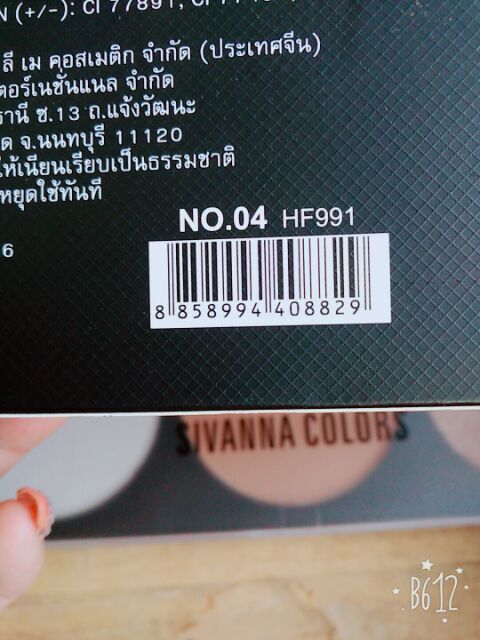 (+/-): CI 77891, CI
ลี เม คอสเมติก จำกัด (ประเทศจีน)
ตอร์เนชั่นแนล จำกัด
ธานี ซ.13 ถ.แจ้งวัฒนะ
ด จ.นนทบุรี 11120
ให้เนียนเรียบเป็นธรรมชาติ
หยุดใช้ทันที
NO.04 HF991
6
8 858994 408829
SIVANNA COLORS
B612